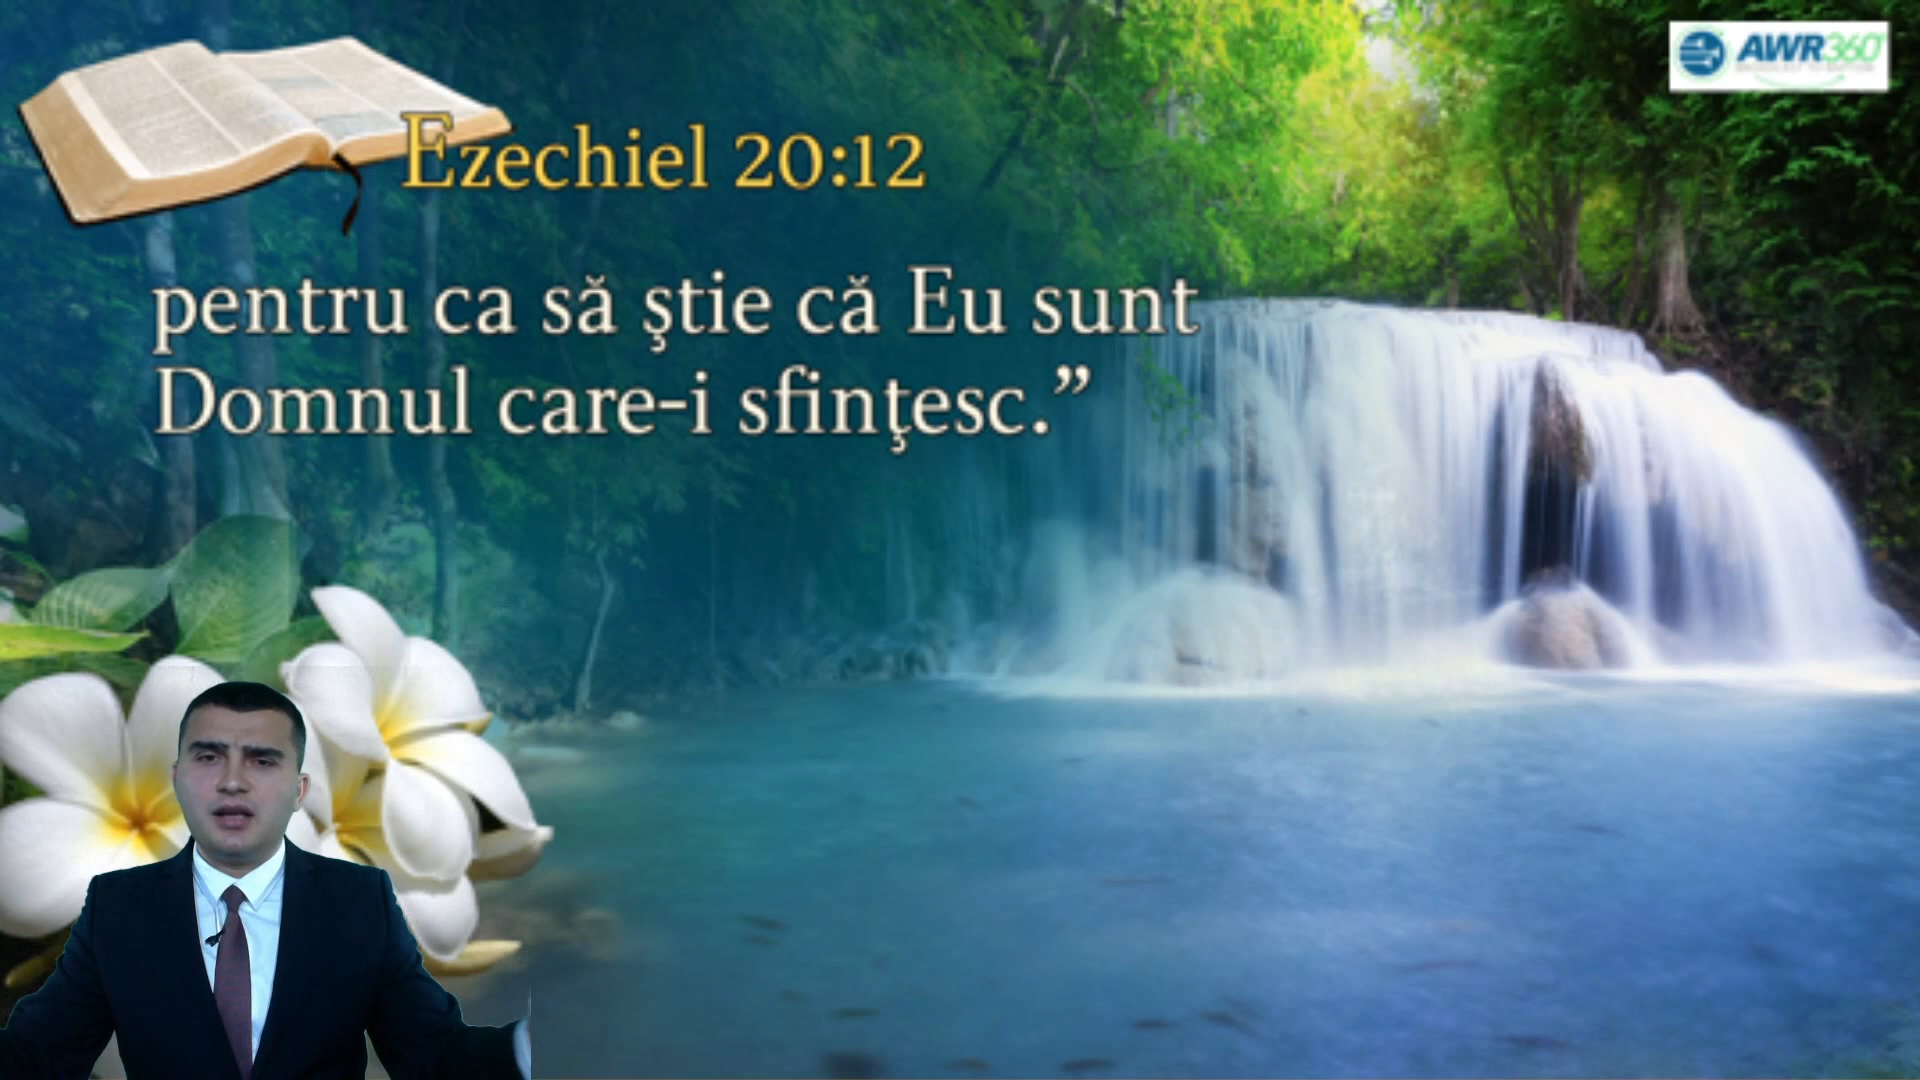 AWR360°
Ezechiel 20:12
pentru ca să ştie că Eu sunt
Domnul care-i sfinţesc.”